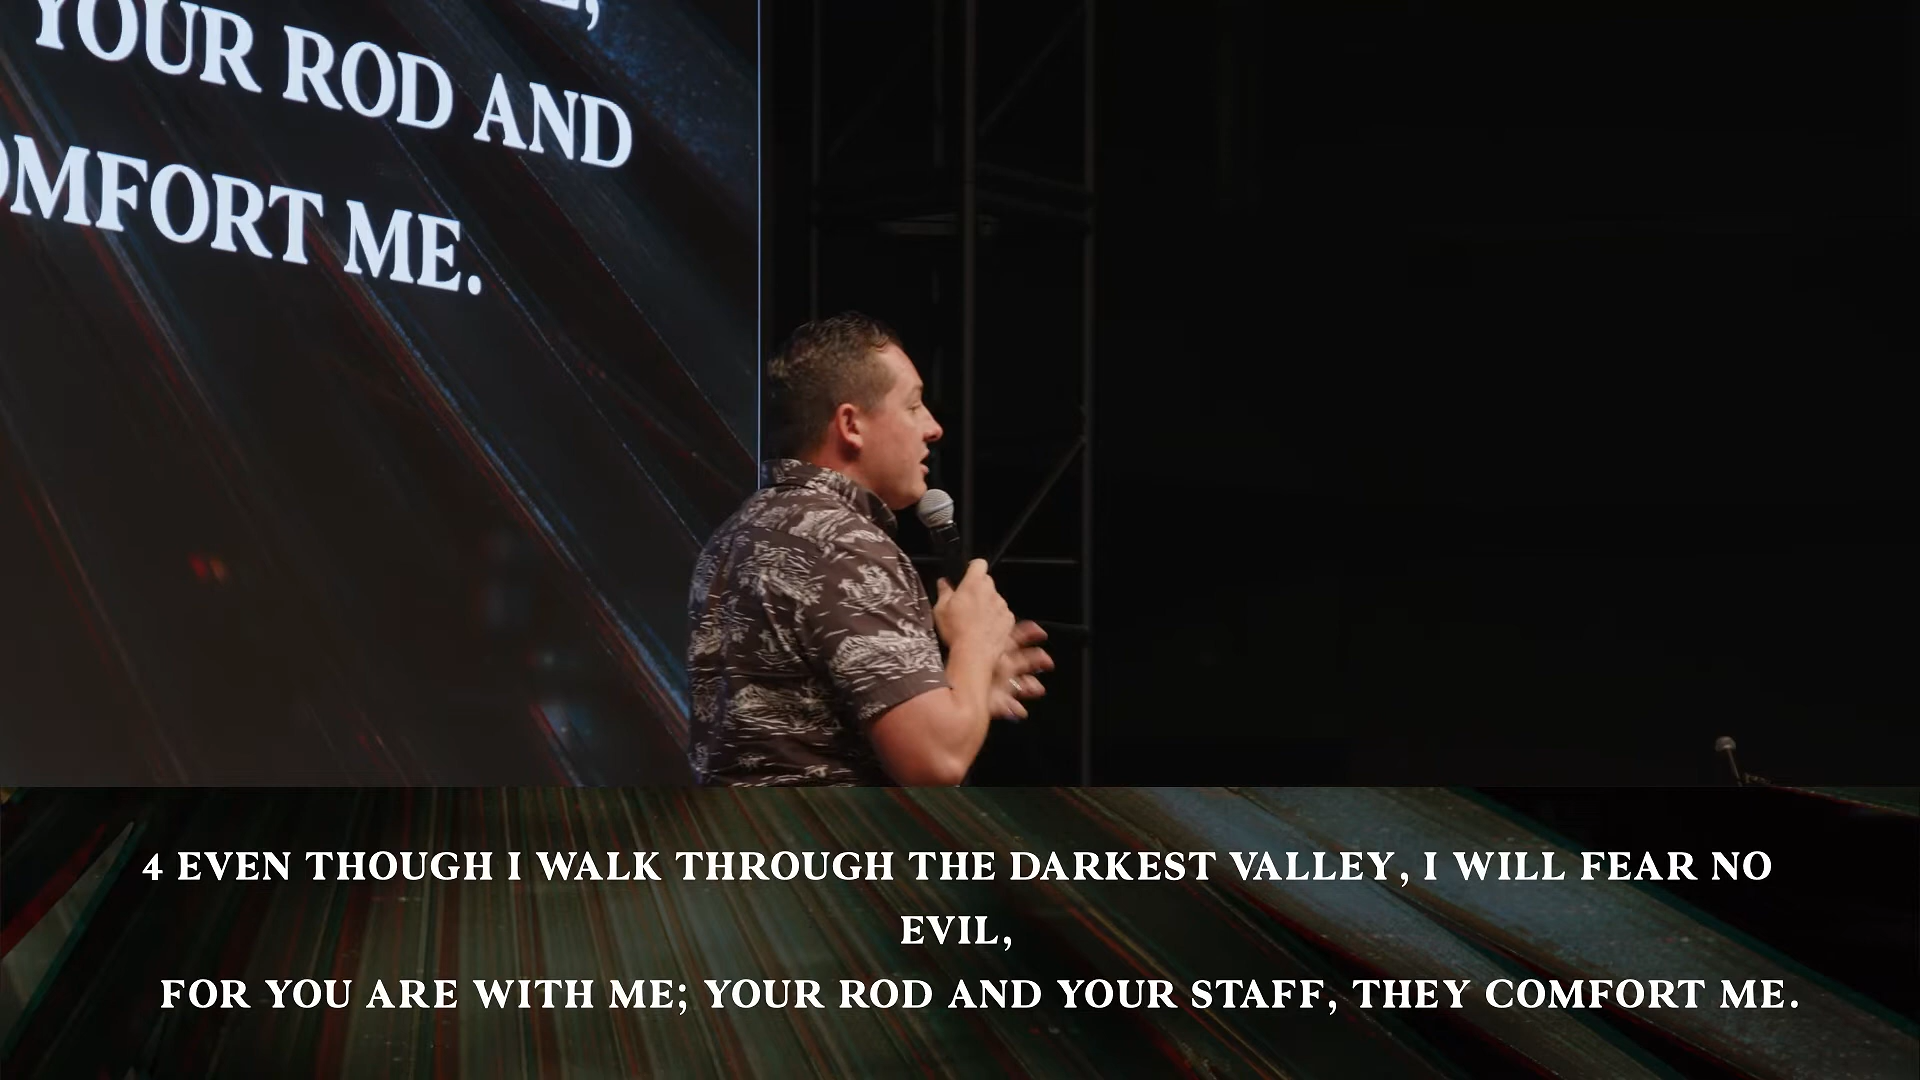 YOUR ROD AND
COMFORT ME.
4 EVEN THOUGH I WALK THROUGH THE DARKEST VALLEY, I WILL FEAR NO
EVIL,
FOR YOU ARE WITH ME; YOUR ROD AND YOUR STAFF, THEY COMFORT ME.